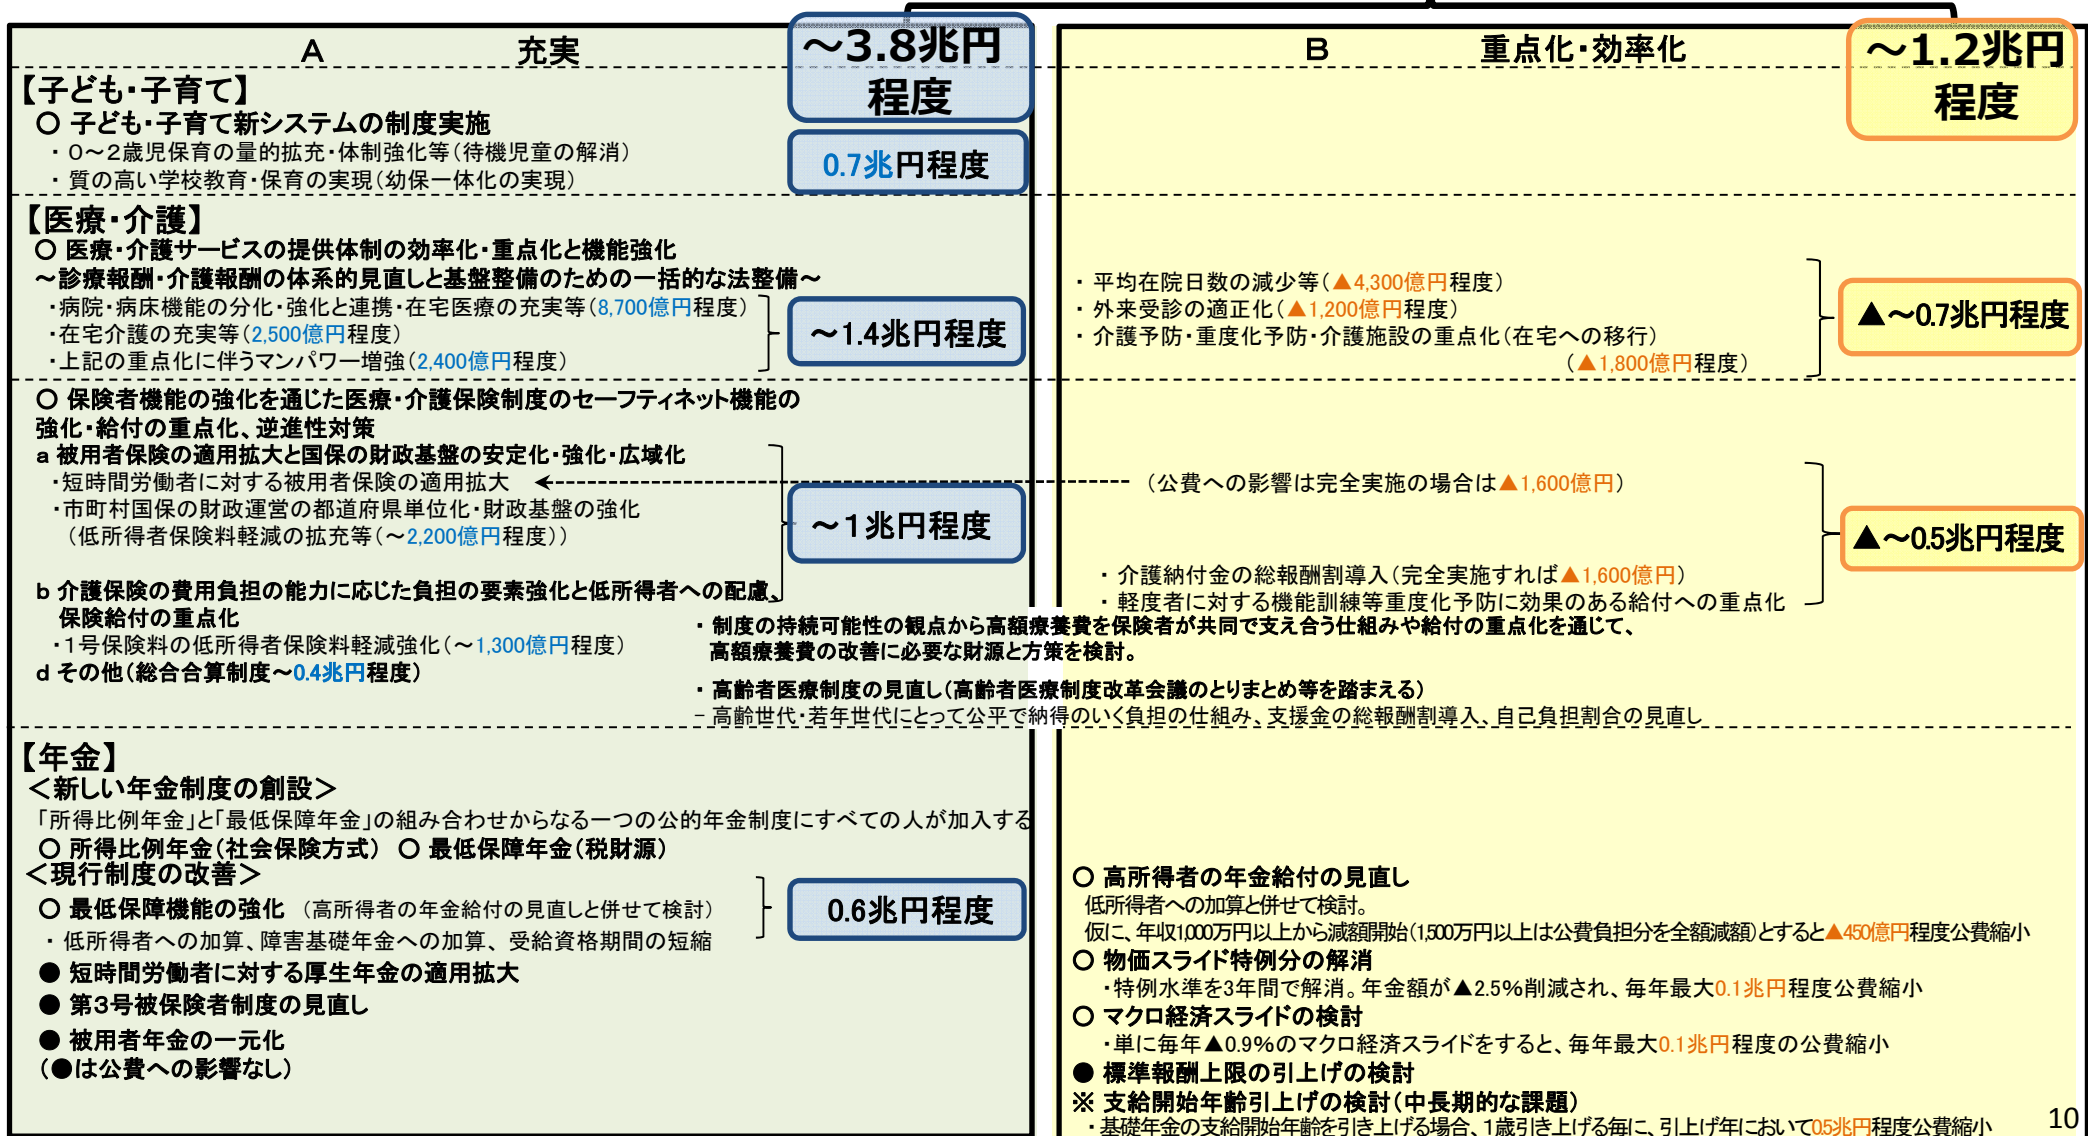 A 充実
～3.8兆円
程度
【子ども・子育て】
○ 子ども・子育て新システムの制度実施
・０～２歳児保育の量的拡充・体制強化等（待機児童の解消）
・質の高い学校教育・保育の実現（幼保一体化の実現）
0.7兆円程度
【医療・介護】
○ 医療・介護サービスの提供体制の効率化・重点化と機能強化
～診療報酬・介護報酬の体系的見直しと基盤整備のための一括的な法整備～
・病院・病床機能の分化・強化と連携・在宅医療の充実等（8,700億円程度）
・在宅介護の充実等（2,500億円程度）
・上記の重点化に伴うマンパワー増強（2,400億円程度）
～1.4兆円程度
○ 保険者機能の強化を通じた医療・介護保険制度のセーフティネット機能の
強化・給付の重点化、逆進性対策
a 被用者保険の適用拡大と国保の財政基盤の安定化・強化・広域化
・短時間労働者に対する被用者保険の適用拡大
・市町村国保の財政運営の都道府県単位化・財政基盤の強化
（低所得者保険料軽減の拡充等（～2,200億円程度））
～１兆円程度
b 介護保険の費用負担の能力に応じた負担の要素強化と低所得者への配慮、
保険給付の重点化
・１号保険料の低所得者保険料軽減強化（～1,300億円程度）
d その他（総合合算制度～0.4兆円程度）
・制度の持続可能性の観点から高額療養費を保険者が共同で支え合う仕組みや給付の重点化を通じて、
高額療養費の改善に必要な財源と方策を検討。
・高齢者医療制度の見直し（高齢者医療制度改革会議のとりまとめ等を踏まえる）
－ 高齢世代・若年世代にとって公平で納得のいく負担の仕組み、支援金の総報酬割導入、自己負担割合の見直し
【年金】
＜新しい年金制度の創設＞
「所得比例年金」と「最低保障年金」の組み合わせからなる一つの公的年金制度にすべての人が加入する
○ 所得比例年金（社会保険方式） ○ 最低保障年金（税財源）
＜現行制度の改善＞
○ 最低保障機能の強化 （高所得者の年金給付の見直しと併せて検討）
・低所得者への加算、障害基礎年金への加算、 受給資格期間の短縮
0.6兆円程度
● 短時間労働者に対する厚生年金の適用拡大
● 第３号被保険者制度の見直し
● 被用者年金の一元化
（●は公費への影響なし）
B 重点化・効率化
～1.2兆円
程度
・平均在院日数の減少等（▲4,300億円程度）
・外来受診の適正化（▲1,200億円程度）
・介護予防・重度化予防・介護施設の重点化（在宅への移行）
（▲1,800億円程度）
▲～0.7兆円程度
（公費への影響は完全実施の場合は▲1,600億円）
▲～0.5兆円程度
・介護納付金の総報酬割導入（完全実施すれば▲1,600億円）
・軽度者に対する機能訓練等重度化予防に効果のある給付への重点化
○ 高所得者の年金給付の見直し
低所得者への加算と併せて検討。
仮に、年収1,000万円以上から減額開始（1,500万円以上は公費負担分を全額減額）とすると▲450億円程度公費縮小
○ 物価スライド特例分の解消
・特例水準を3年間で解消。年金額が▲2.5％削減され、毎年最大0.1兆円程度公費縮小
○ マクロ経済スライドの検討
・単に毎年▲0.9％のマクロ経済スライドをすると、毎年最大0.1兆円程度の公費縮小
● 標準報酬上限の引上げの検討
※ 支給開始年齢引上げの検討（中長期的な課題）
・基礎年金の支給開始年齢を引き上げる場合、１歳引き上げる毎に、引上げ年において0.5兆円程度公費縮小
10